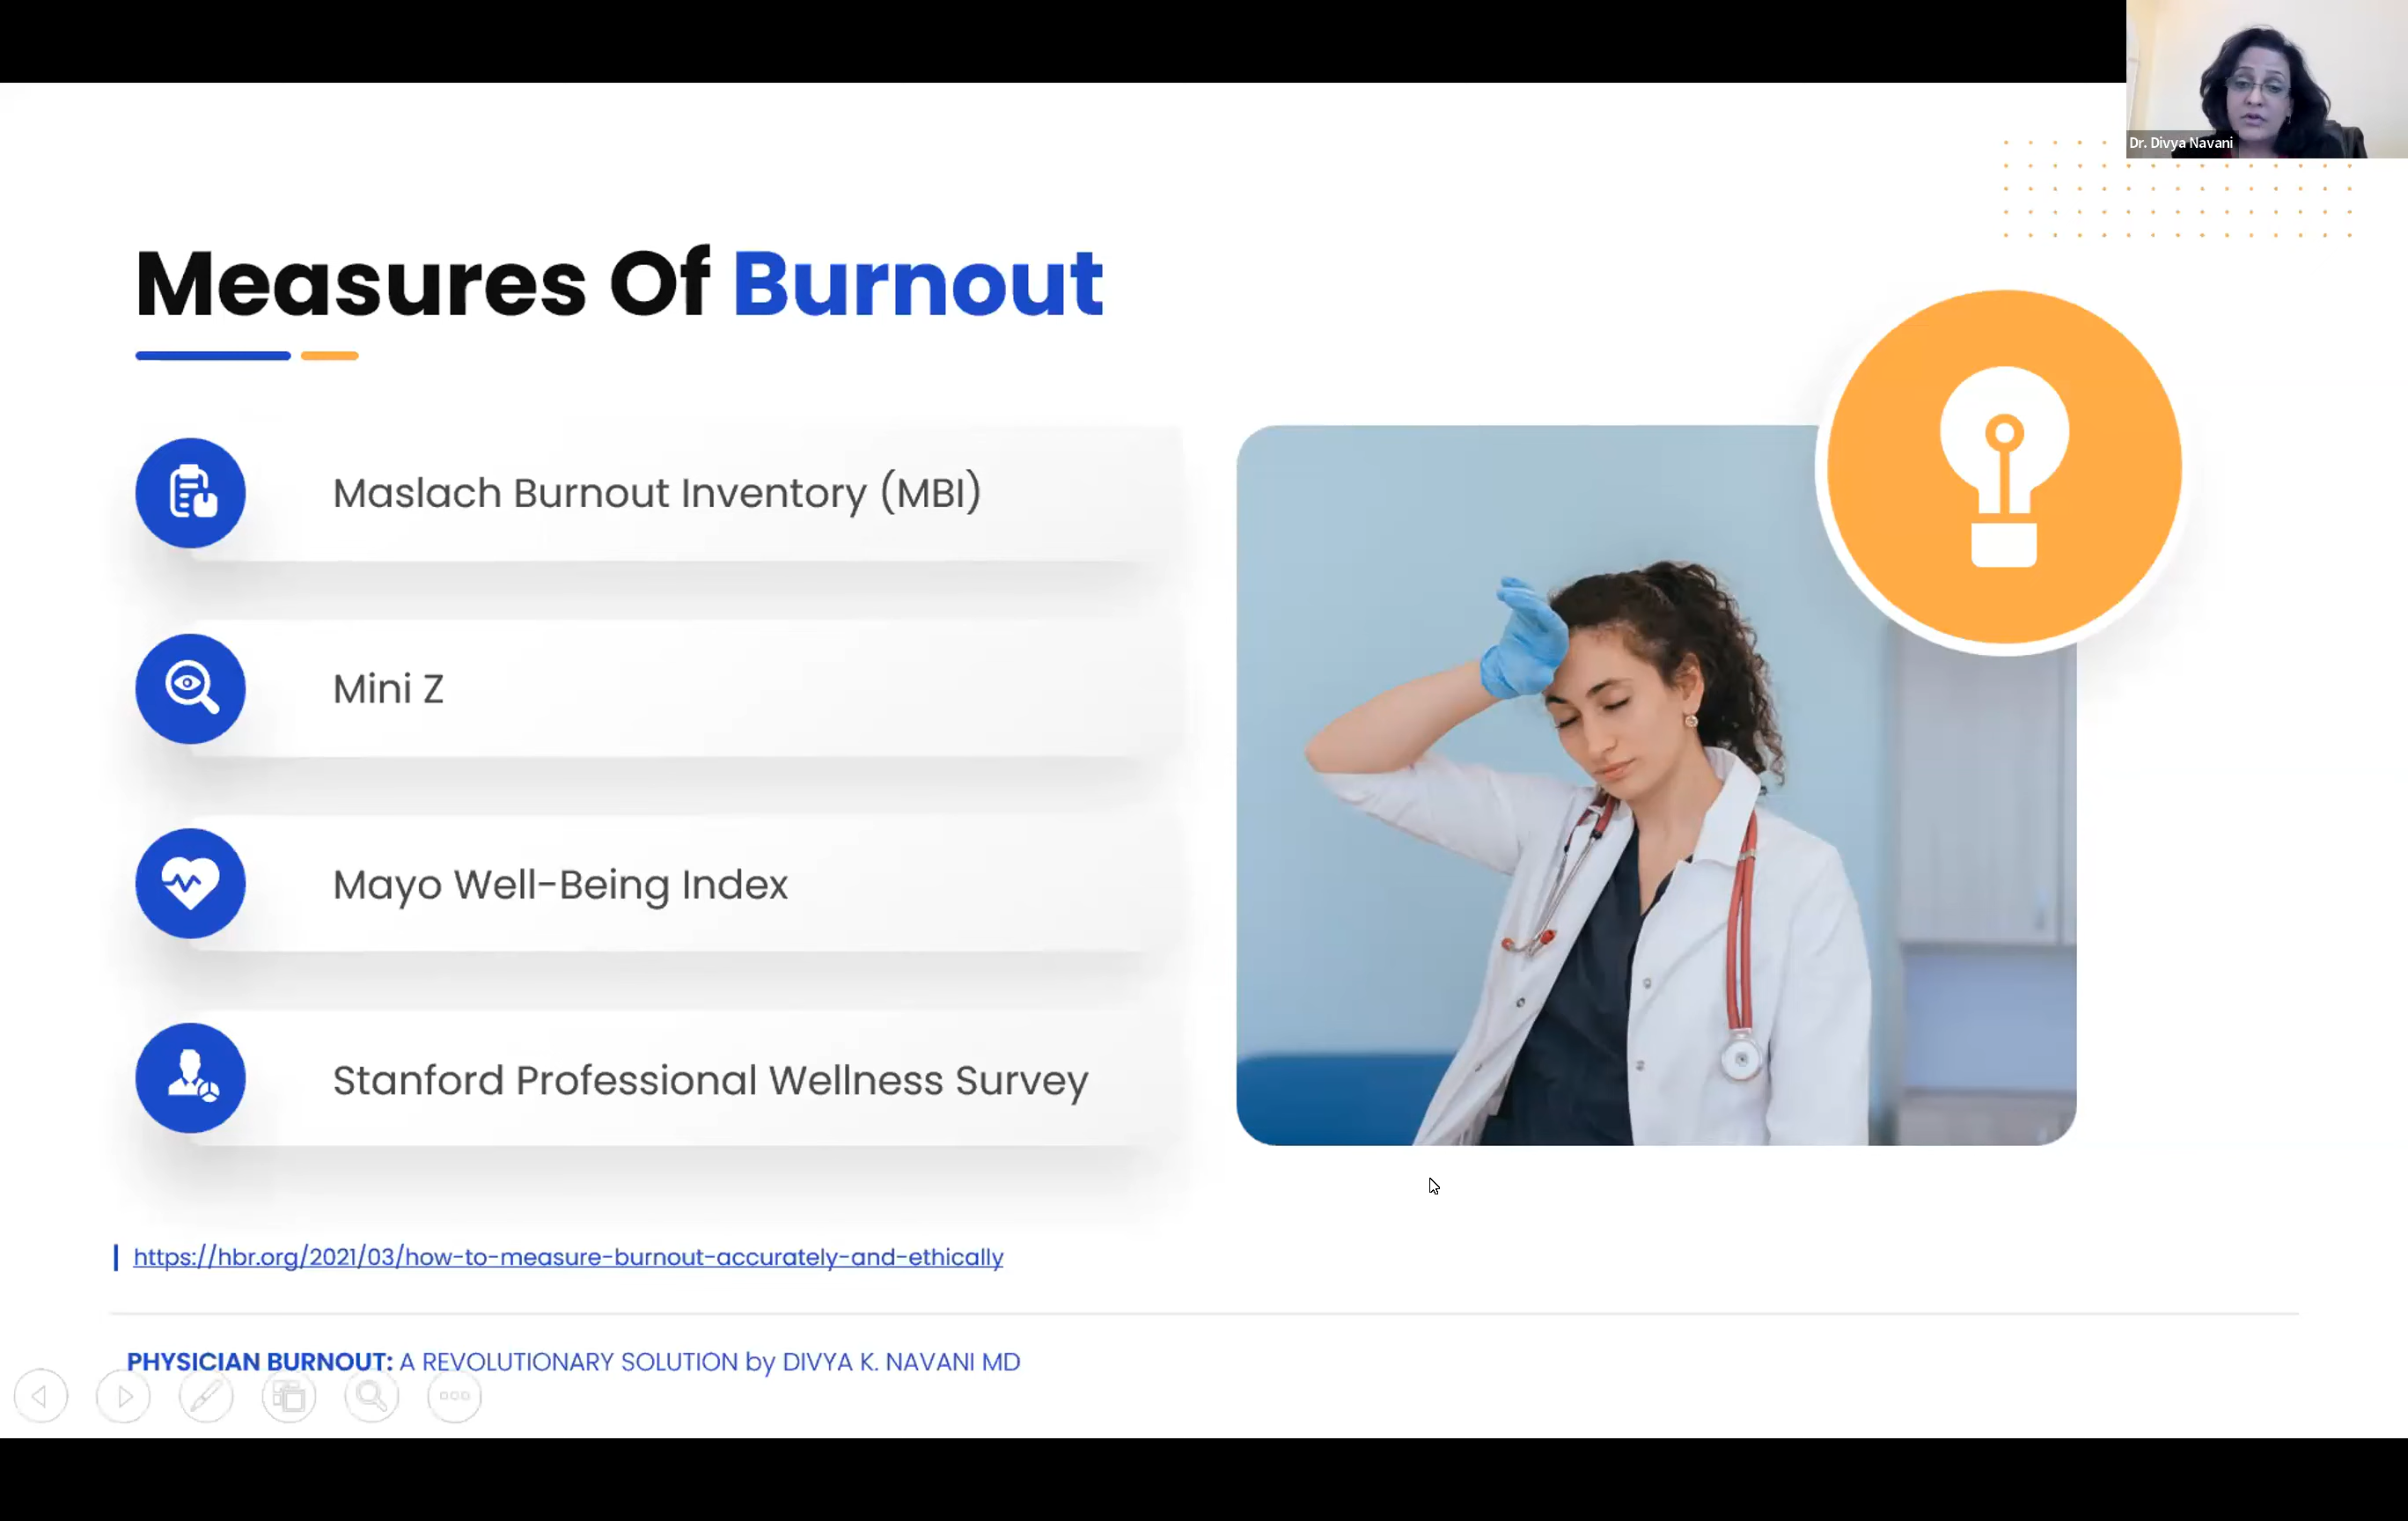 Dr. Divya Navani
Measures Of Burnout
Maslach Burnout Inventory (MBI)
Mini Z
Mayo Well-Being Index
Stanford Professional Wellness Survey
https://hbr.org/2021/03/how-to-measure-burnout-accurately-and-ethically
PHYSICIAN BURNOUT: A REVOLUTIONARY SOLUTION by DIVYA K. NAVANI MD